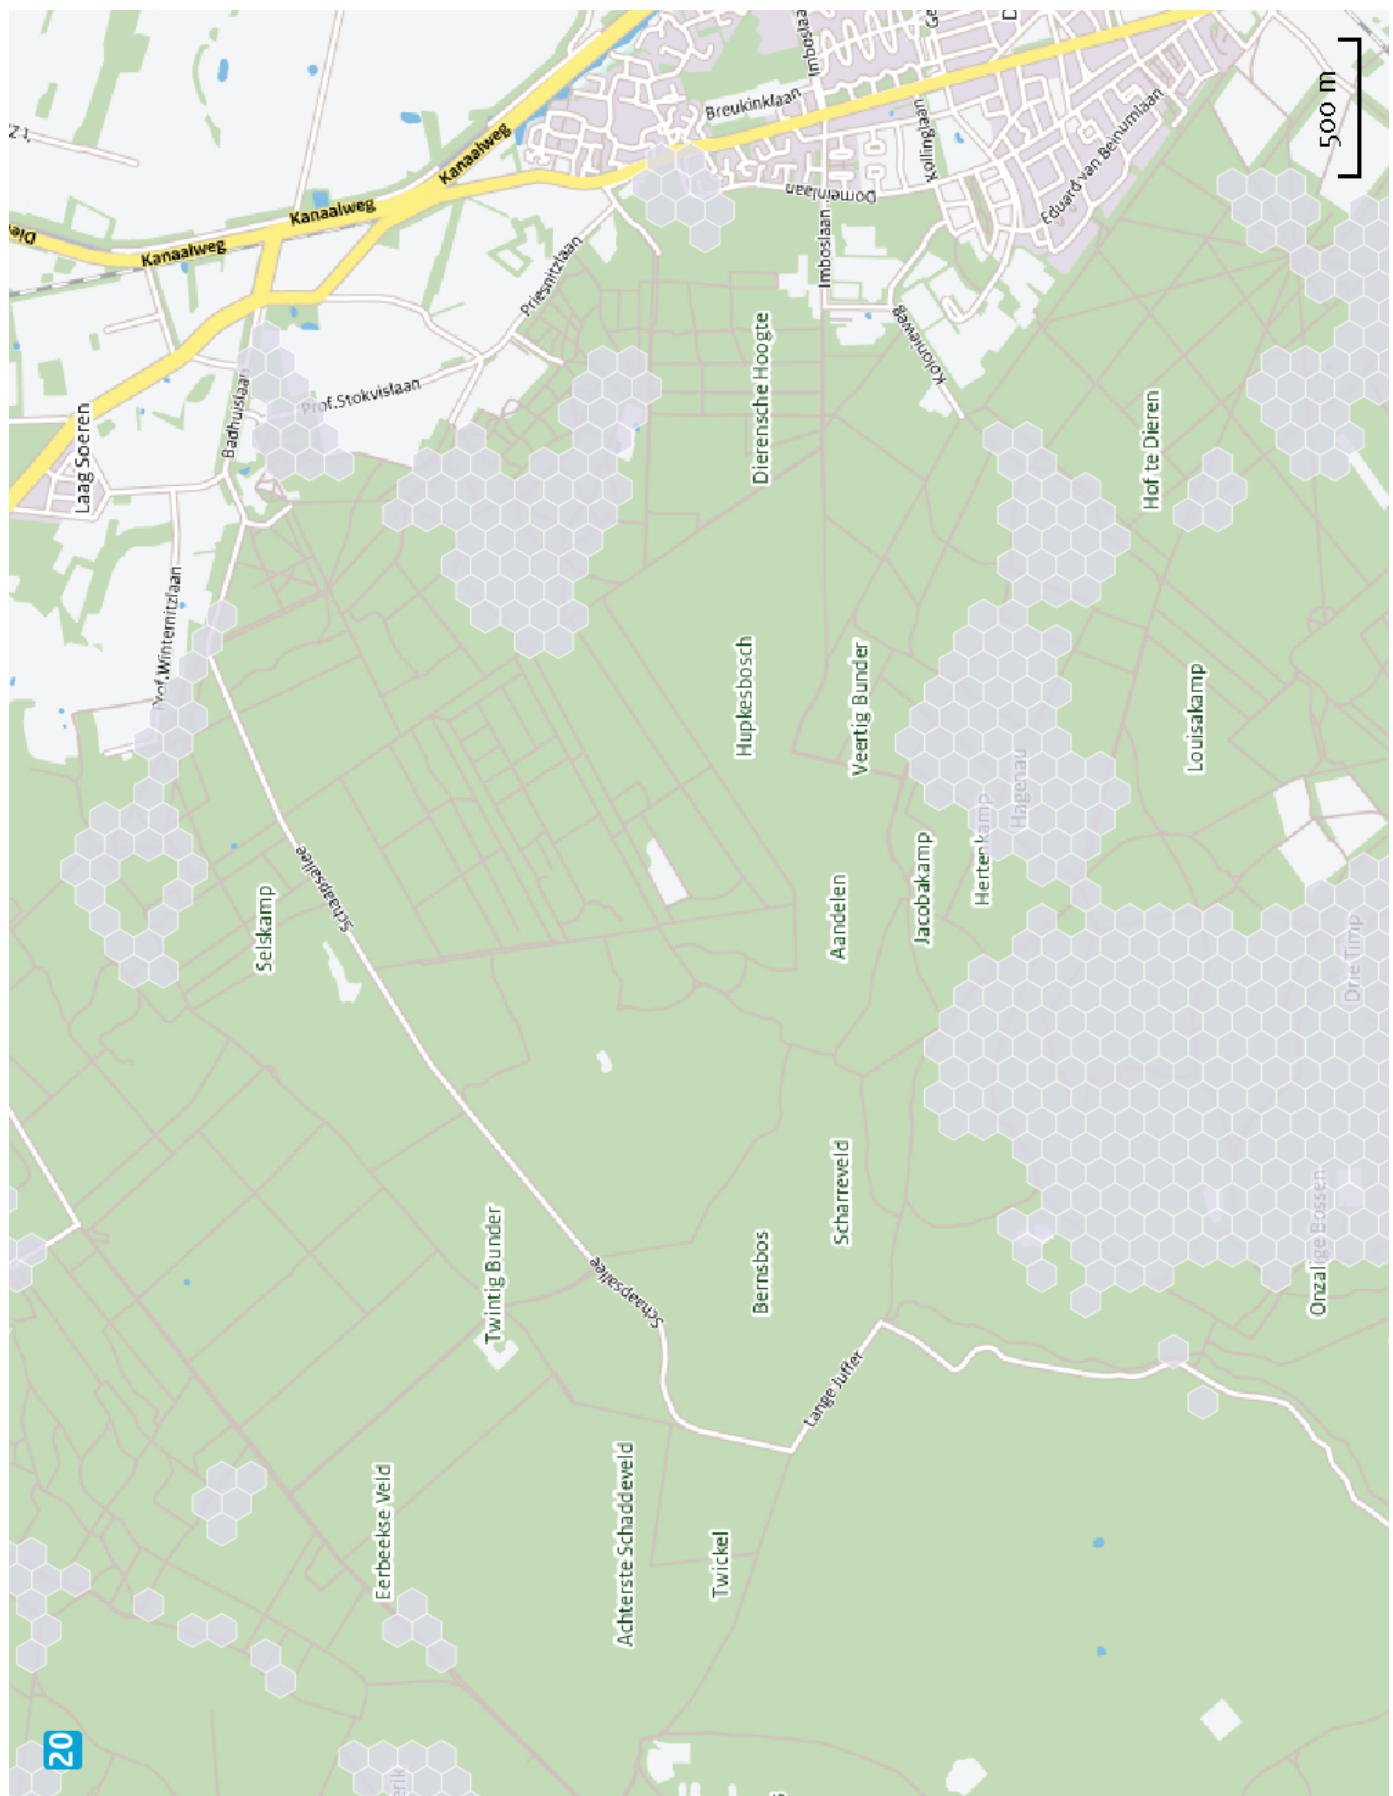 20
erik
Eerbeekse Veld
Achterste Schaddeveld
Twickel
Twintig Bunder
Schaapsallee
Lange Juffer
Bernsbos
Scharreveld
Onzalige Bossen
Selskamp
Schaapsallee
Aandelen
Jacobakamp
Hertenkamp
Hagenau
Drie Timp
Prof.Winternitzlaan
Hupkesbosch
Veertig Bunder
Louisakamp
Laag Soeren
Badhuislaan
Prof.Stokvislaan
Priesnitzlaan
Dierensche Hoogte
Kolonieweg
Hof te Dieren
Kanaalweg
Kanaalweg
Kanaalweg
Imboslaan
Domeinlaan
Breukinklaan
Kollinglaan
Eduard van Beinumlaan
500 m